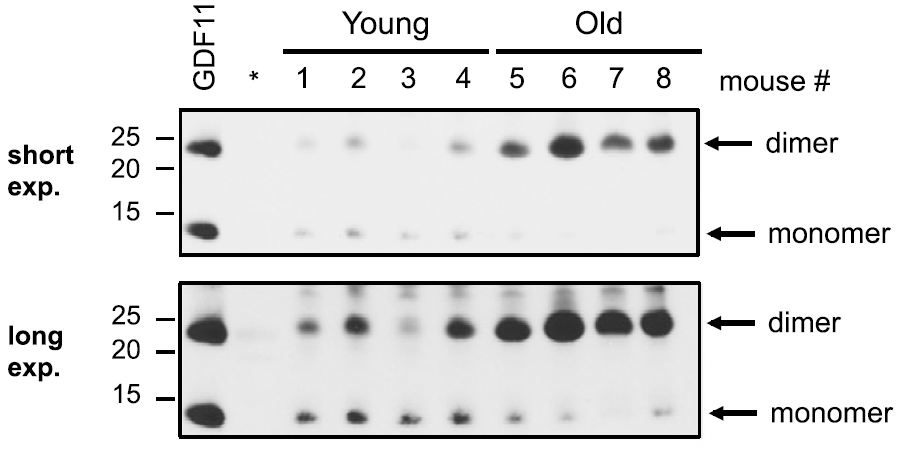 Young Old
GDF11 * 1 2 3 4 5 6 7 8 mouse #
short exp.
25
20
15
dimer
monomer
long exp.
25
20
15
dimer
monomer